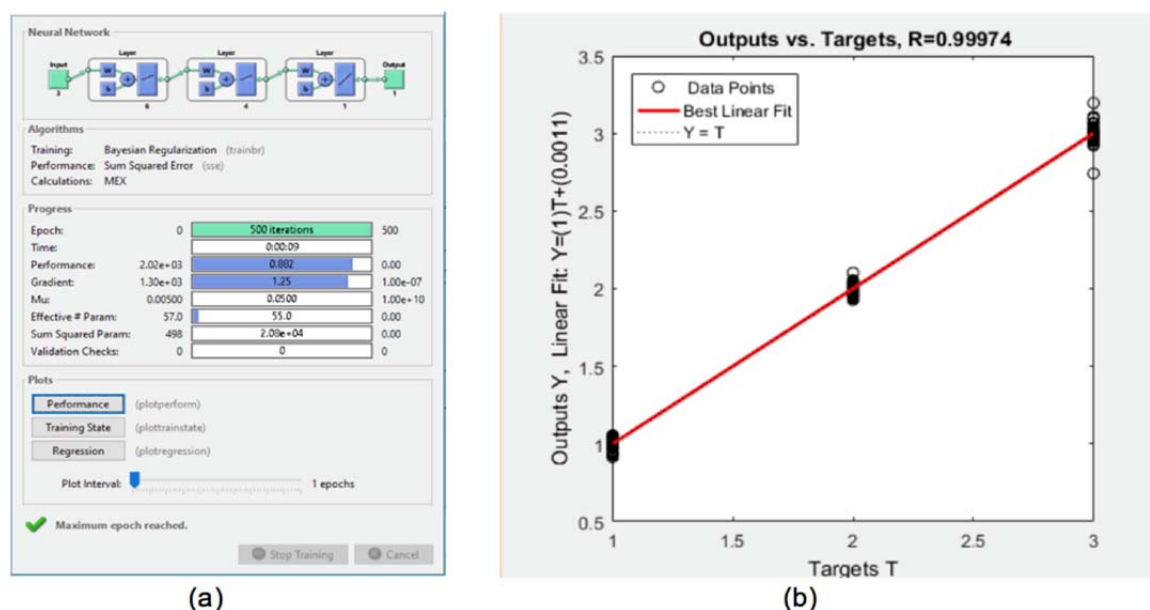 Neural Network
Layer Layer Layer
Input Output
W W W
b b b
3 6 4 1 1
Algorithms
Training: Bayesian Regularization (trainbr)
Performance: Sum Squared Error (sse)
Calculations: MEX
Progress
Epoch: 0 500 iterations 500
Time: 0:00:09
Performance: 2.02e+03 0.882 0.00
Gradient: 1.30e+03 1.25 1.00e-07
Mu: 0.00500 0.0500 1.00e+10
Effective # Param: 57.0 55.0 0.00
Sum Squared Param: 498 2.08e+04 0.00
Validation Checks: 0 0 0
Plots
Performance (plotperform)
Training State (plottrainstate)
Regression (plotregression)
Plot Interval: 1 epochs
Maximum epoch reached.
Stop Training Cancel
(a)
Outputs vs. Targets, R=0.99974
Data Points
Best Linear Fit
Y = T
Outputs Y, Linear Fit: Y=(1)T+(0.0011)
3.5
3
2.5
2
1.5
1
0.5
1 1.5 2 2.5 3
Targets T
(b)